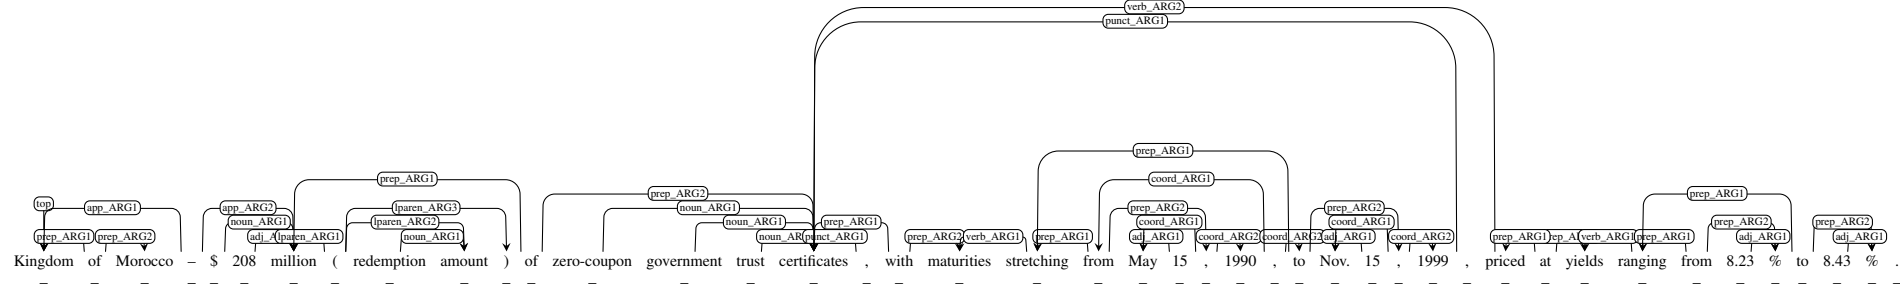 verb_ARG2
punct_ARG1
prep_ARG1
prep_ARG1 coord_ARG1
prep_ARG2 noun_ARG1 prep_ARG1
top app_ARG1 app_ARG2 lparen_ARG3 noun_ARG1 prep_ARG2 prep_ARG2
noun_ARG1 lparen_ARG2 noun_ARG1 prep_ARG1 coord_ARG1 coord_ARG1 prep_ARG2 prep_ARG2
prep_ARG1 prep_ARG2 lparen_ARG1 noun_ARG1 punct_ARG1 prep_ARG2 verb_ARG1 prep_ARG1 adj_ARG1 coord_ARG2 coord_ARG2 adj_ARG1 coord_ARG2 prep_ARG1 verb_ARG1 prep_ARG1 adj_ARG1 adj_ARG1
Kingdom of Morocco – $ 208 million ( redemption amount ) of zero-coupon government trust certificates , with maturities stretching from May 15 , 1990 , to Nov. 15 , 1999 , priced at yields ranging from 8.23 % to 8.43 % .